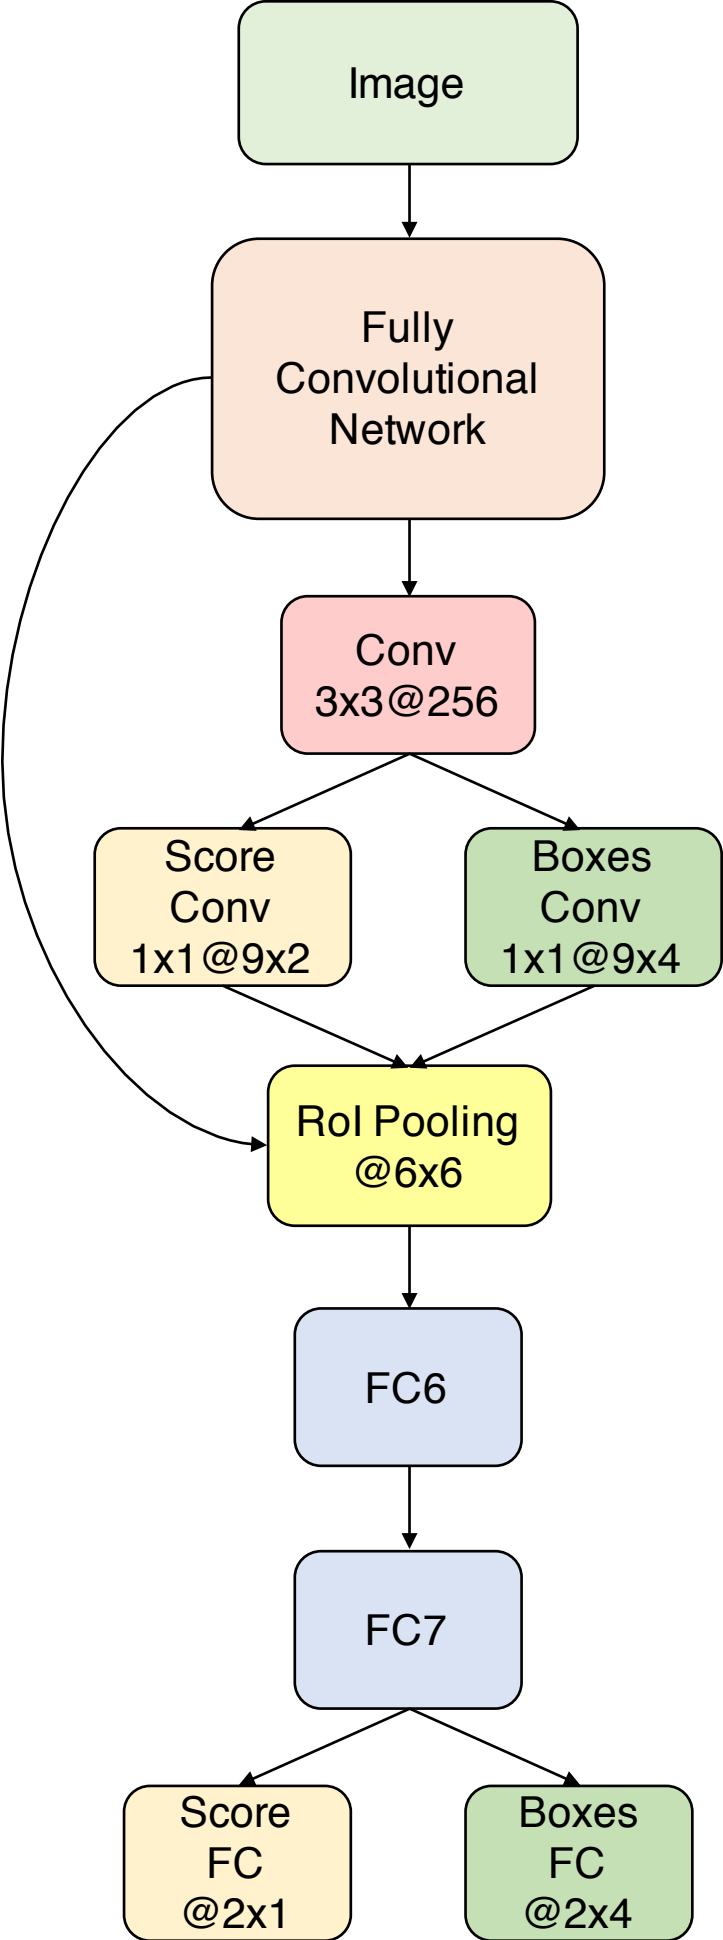 Image
Fully
Convolutional
Network
Conv
3x3@256
Score
Conv
1x1@9x2
Boxes
Conv
1x1@9x4
RoI Pooling
@6x6
FC6
FC7
Score
FC
@2x1
Boxes
FC
@2x4